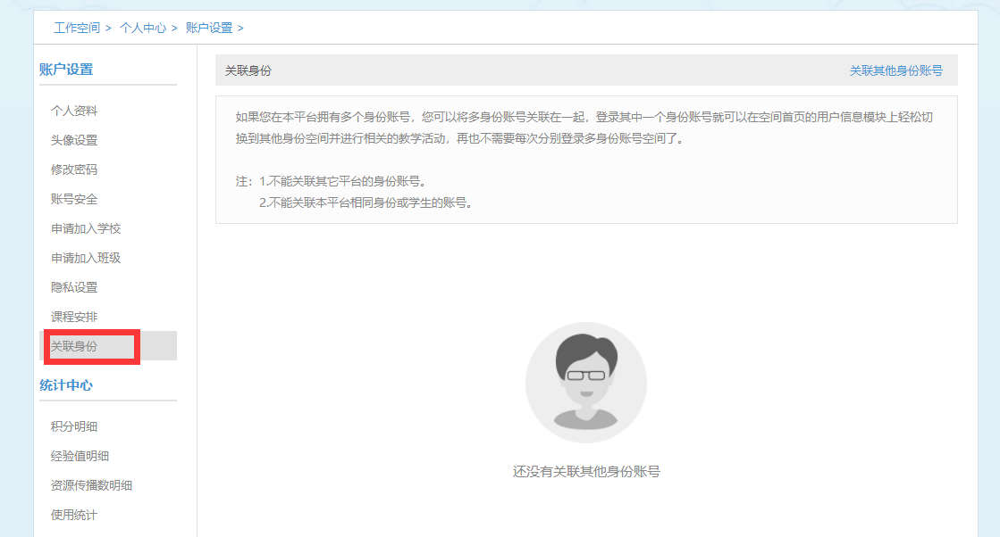 工作空间 > 个人中心 > 账户设置 >
账户设置
个人资料
头像设置
修改密码
账号安全
申请加入学校
申请加入班级
隐私设置
课程安排
关联身份
统计中心
积分明细
经验值明细
资源传播数明细
使用统计
关联身份
关联其他身份账号
如果您在本平台拥有多个身份账号，您可以将多身份账号关联在一起，登录其中一个身份账号就可以在空间首页的用户信息模块上轻松切
换到其他身份空间并进行相关的教学活动，再也不需要每次分别登录多身份账号空间了。
注：1.不能关联其它平台的身份账号。
2.不能关联本平台相同身份或学生的账号。
还没有关联其他身份账号